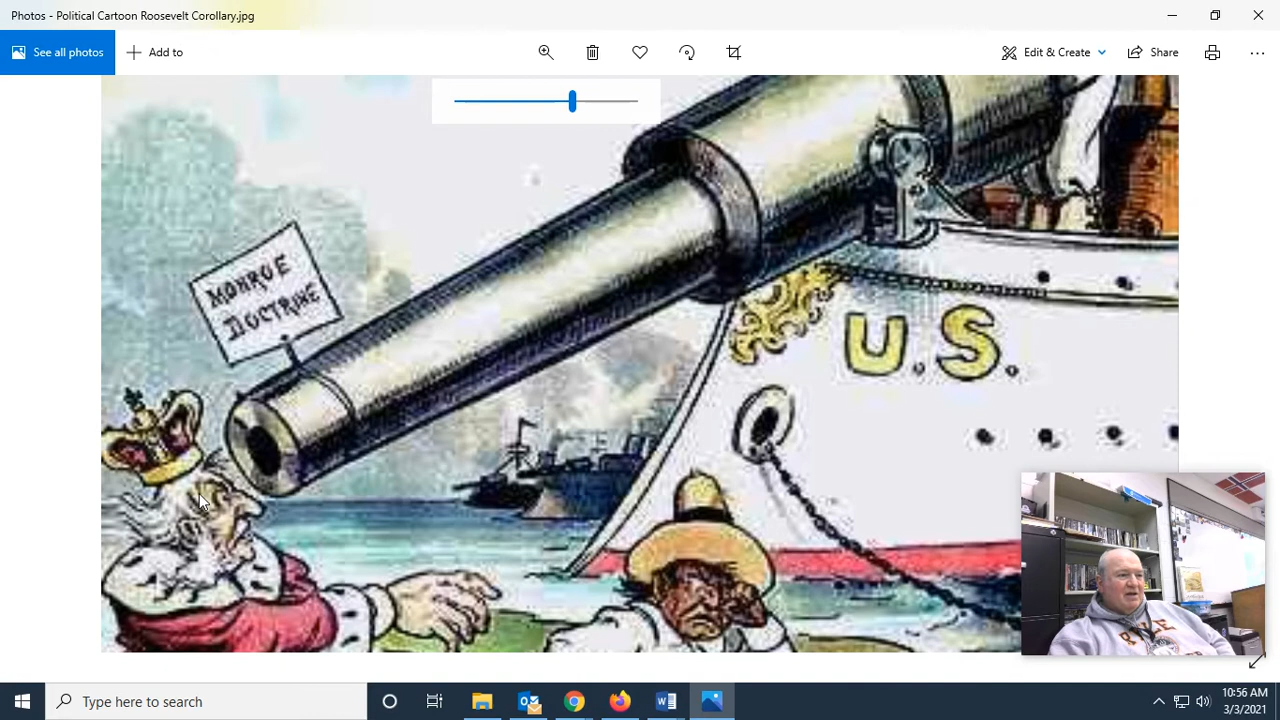 Photos - Political Cartoon Roosevelt Corollary.jpg
See all photos
Add to
Edit & Create
Share
MONROE
DOCTRINE
U.S.
Type here to search
10:56 AM
3/3/2021